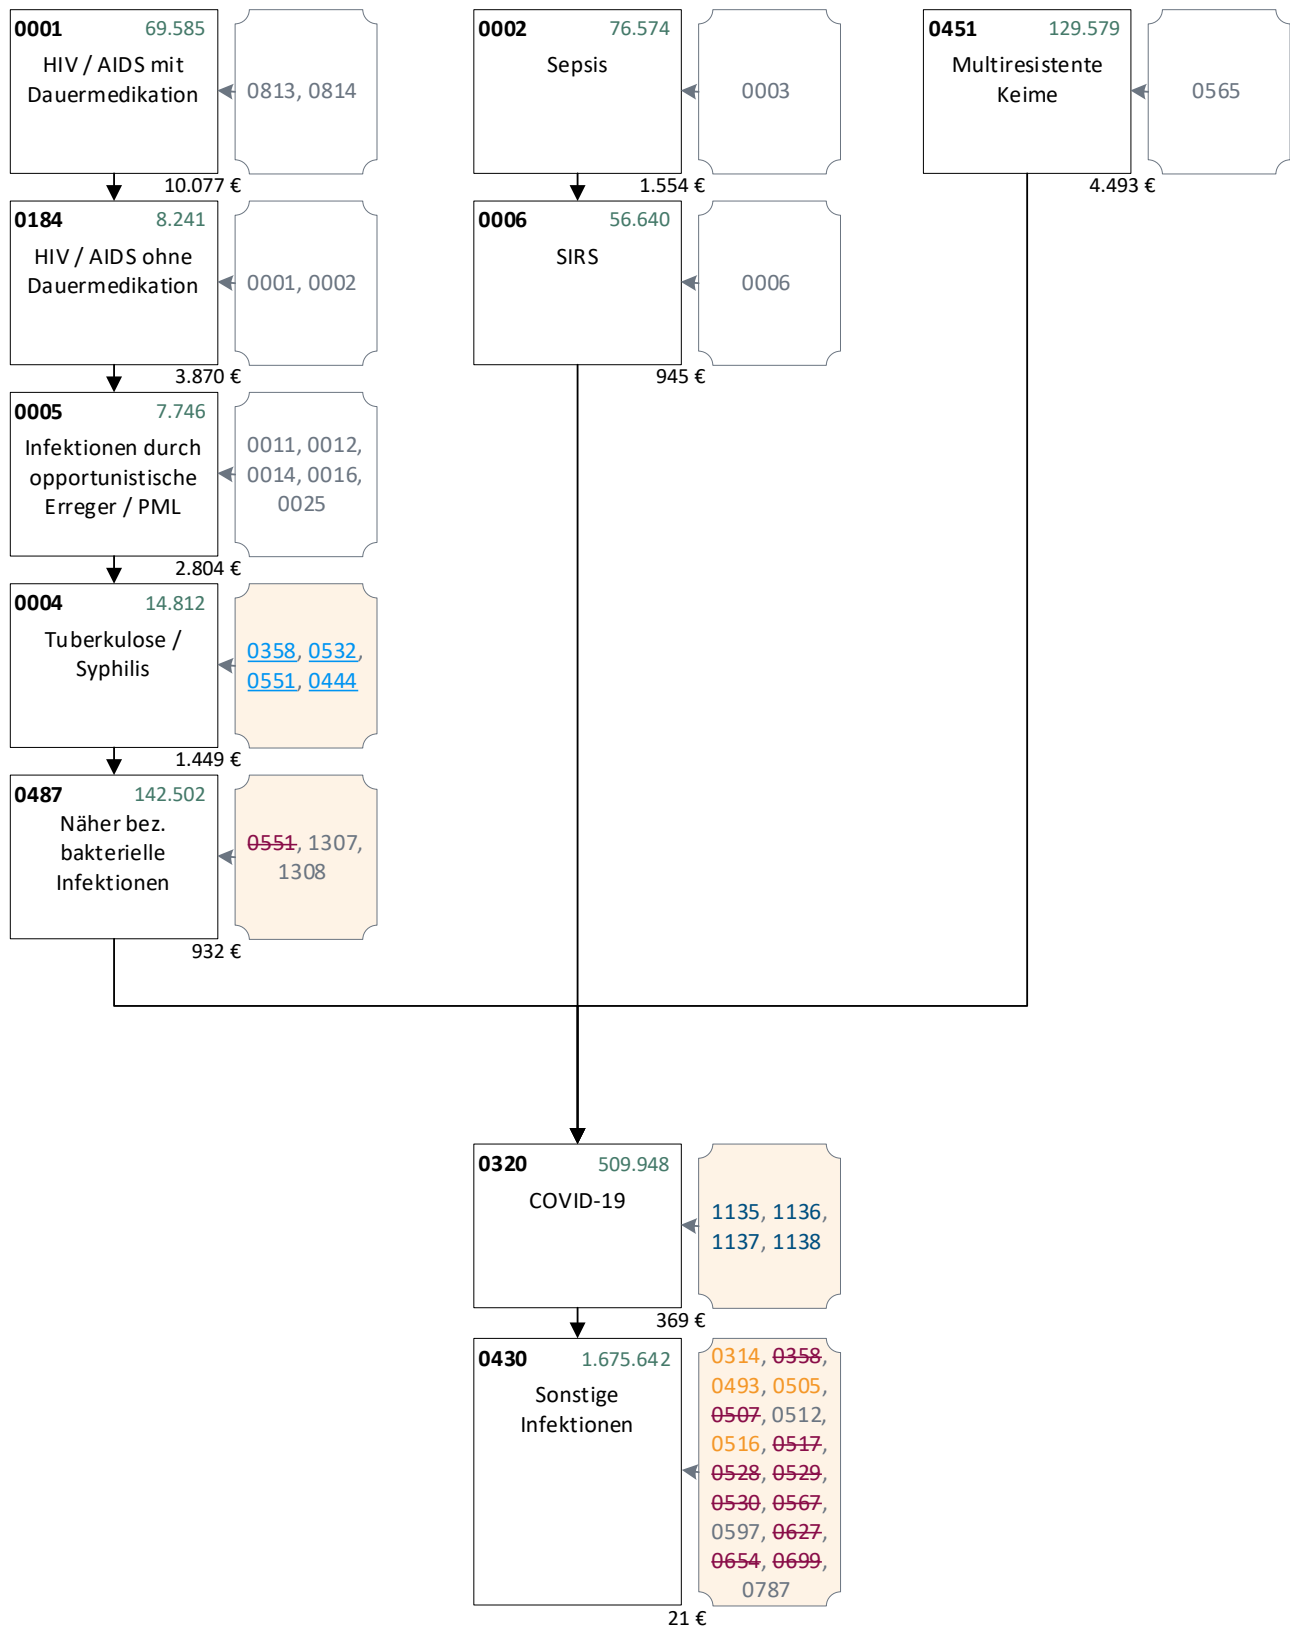 0001 69.585
HIV / AIDS mit
Dauermedikation
0813, 0814
10.077 €
0184 8.241
HIV / AIDS ohne
Dauermedikation
0001, 0002
3.870 €
0005 7.746
Infektionen durch
opportunistische
Erreger / PML
0011, 0012,
0014, 0016,
0025
2.804 €
0004 14.812
Tuberkulose /
Syphilis
0358, 0532,
0551, 0444
1.449 €
0487 142.502
Näher bez.
bakterielle
Infektionen
0551, 1307,
1308
932 €
0002 76.574
Sepsis
0003
1.554 €
0006 56.640
SIRS
0006
945 €
0451 129.579
Multiresistente
Keime
0565
4.493 €
0320 509.948
COVID-19
1135, 1136,
1137, 1138
369 €
0430 1.675.642
Sonstige
Infektionen
0314, 0358,
0493, 0505,
0507, 0512,
0516, 0517,
0528, 0529,
0530, 0567,
0597, 0627,
0654, 0699,
0787
21 €